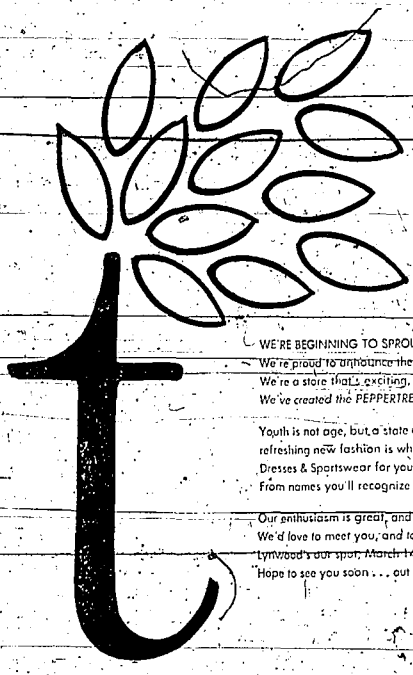 t
WE'RE BEGINNING TO SPROU
We're proud to announce the
We're a store that's exciting,
We've created the PEPPERTREE
Youth is not age, but a state
refreshing new fashion is wh
Dresses & Sportswear for you
From names you'll recognize
Our enthusiasm is great, and
We'd love to meet you, and to
Lynwood's our spot, March 14
Hope to see you soon ... out